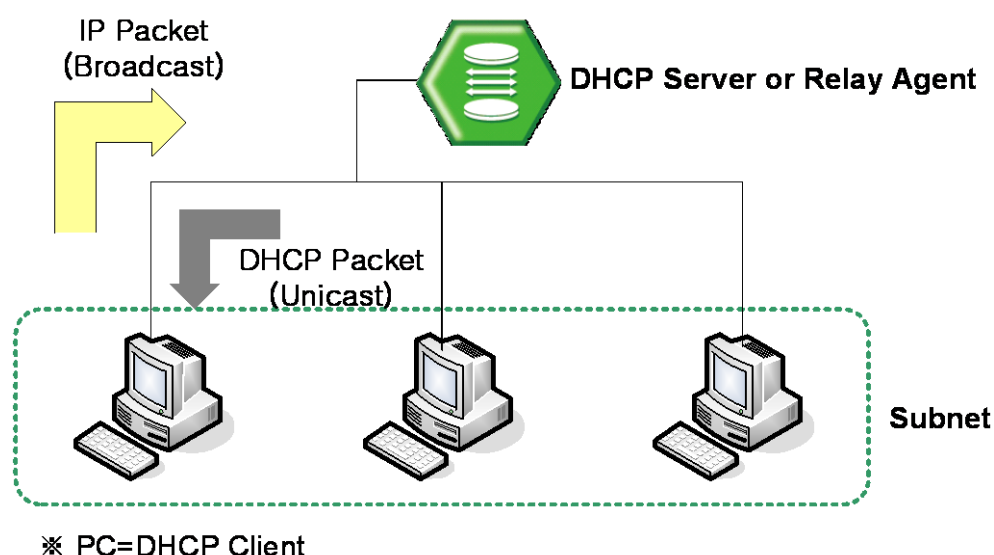 IP Packet
(Broadcast)
DHCP Server or Relay Agent
DHCP Packet
(Unicast)
Subnet
※ PC=DHCP Client